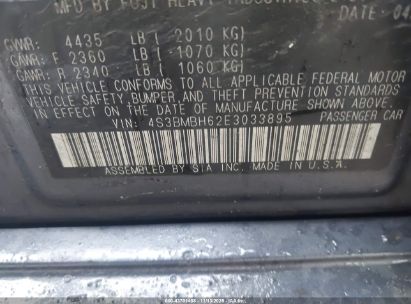 MFD BY FUJI HEAVY
DATE 04
GVWR: 4435 LB ( 2010 KG)
GAWR: F 2360 LB ( 1070 KG)
GAWR: R 2340 LB ( 1060 KG)
THIS VEHICLE CONFORMS TO ALL APPLICABLE FEDERAL MOTOR
VEHICLE SAFETY, BUMPER AND THEFT PREVENTION STANDARDS
IN EFFECT ON THE DATE OF MANUFACTURE SHOWN ABOVE.
VIN: 4S3BMBH62E3033895 PASSENGER CAR
ASSEMBLED BY SIA INC. MADE IN U.S.A.